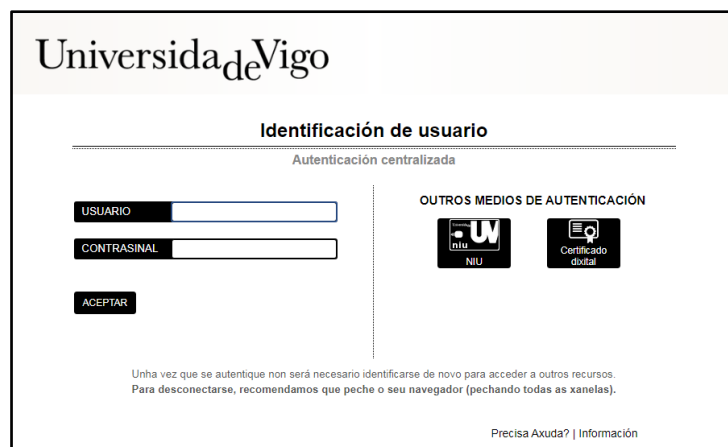 Universidade Vigo
Identificación de usuario
Autenticación centralizada
USUARIO
CONTRASINAL
ACEPTAR
OUTROS MEDIOS DE AUTENTICACIÓN
niu
NIU
Certificado
dixital
Unha vez que se autentique non será necesario identificarse de novo para acceder a outros recursos.
Para desconectarse, recomendamos que peche o seu navegador (pechando todas as xanelas).
Precisa Axuda? | Información